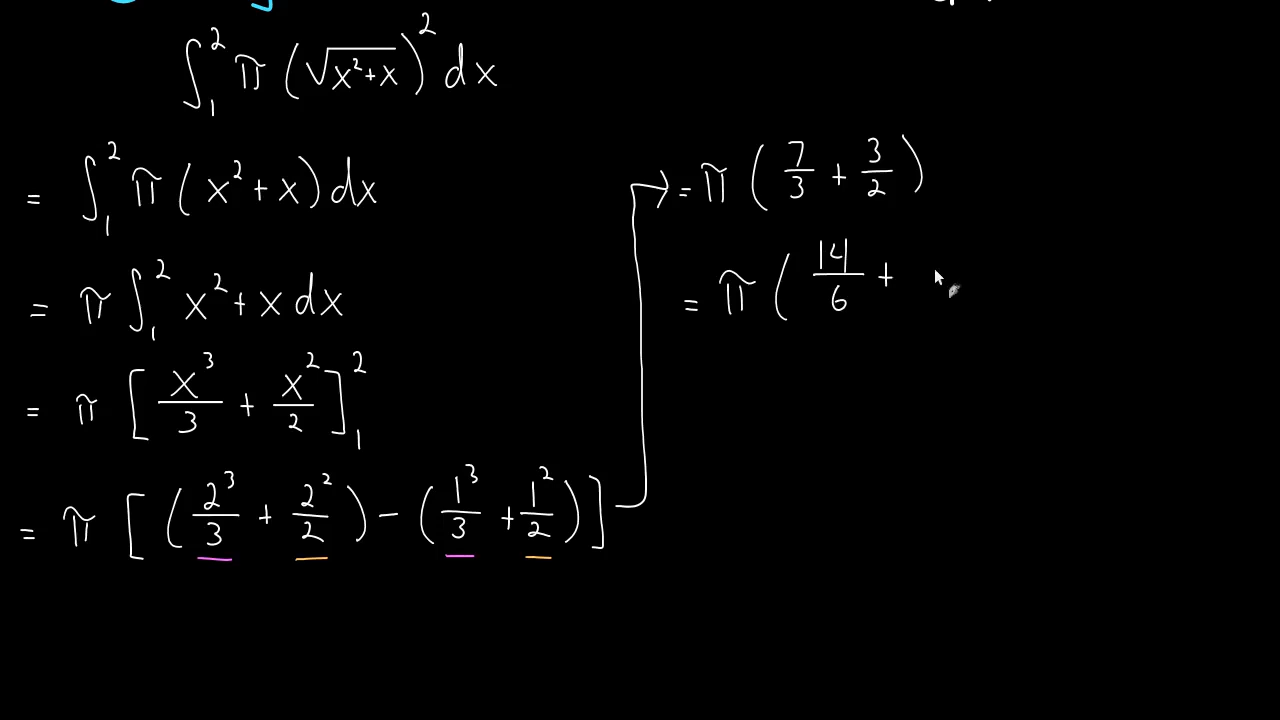 ∫₁² π (√(x²+x))² dx
= ∫₁² π (x² + x) dx
= π ∫₁² x² + x dx
= π [x³/3 + x²/2]₁²
= π [(2³/3 + 2²/2) − (1³/3 + 1²/2)]
= π (7/3 + 3/2)
= π (14/6 +